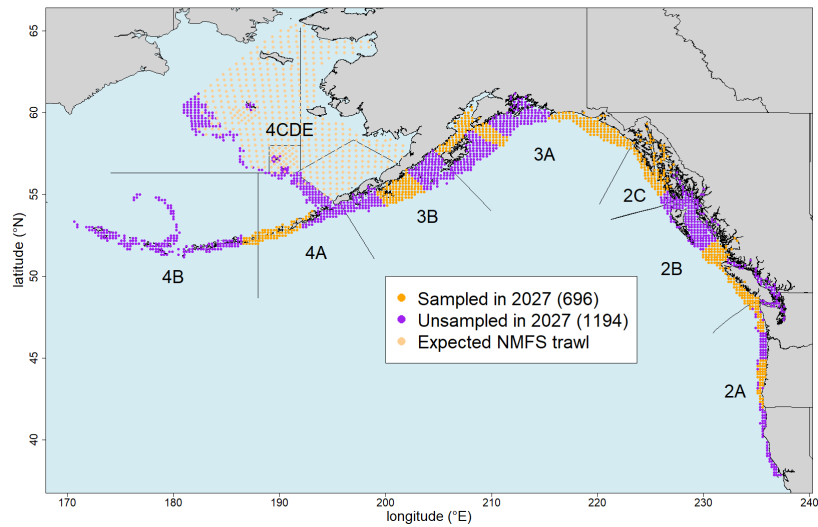 65
60
55
50
45
40
latitude (°N)
4CDE
3A
2C
3B
4A
4B
2B
2A
Sampled in 2027 (696)
Unsampled in 2027 (1194)
Expected NMFS trawl
170 180 190 200 210 220 230 240
longitude (°E)